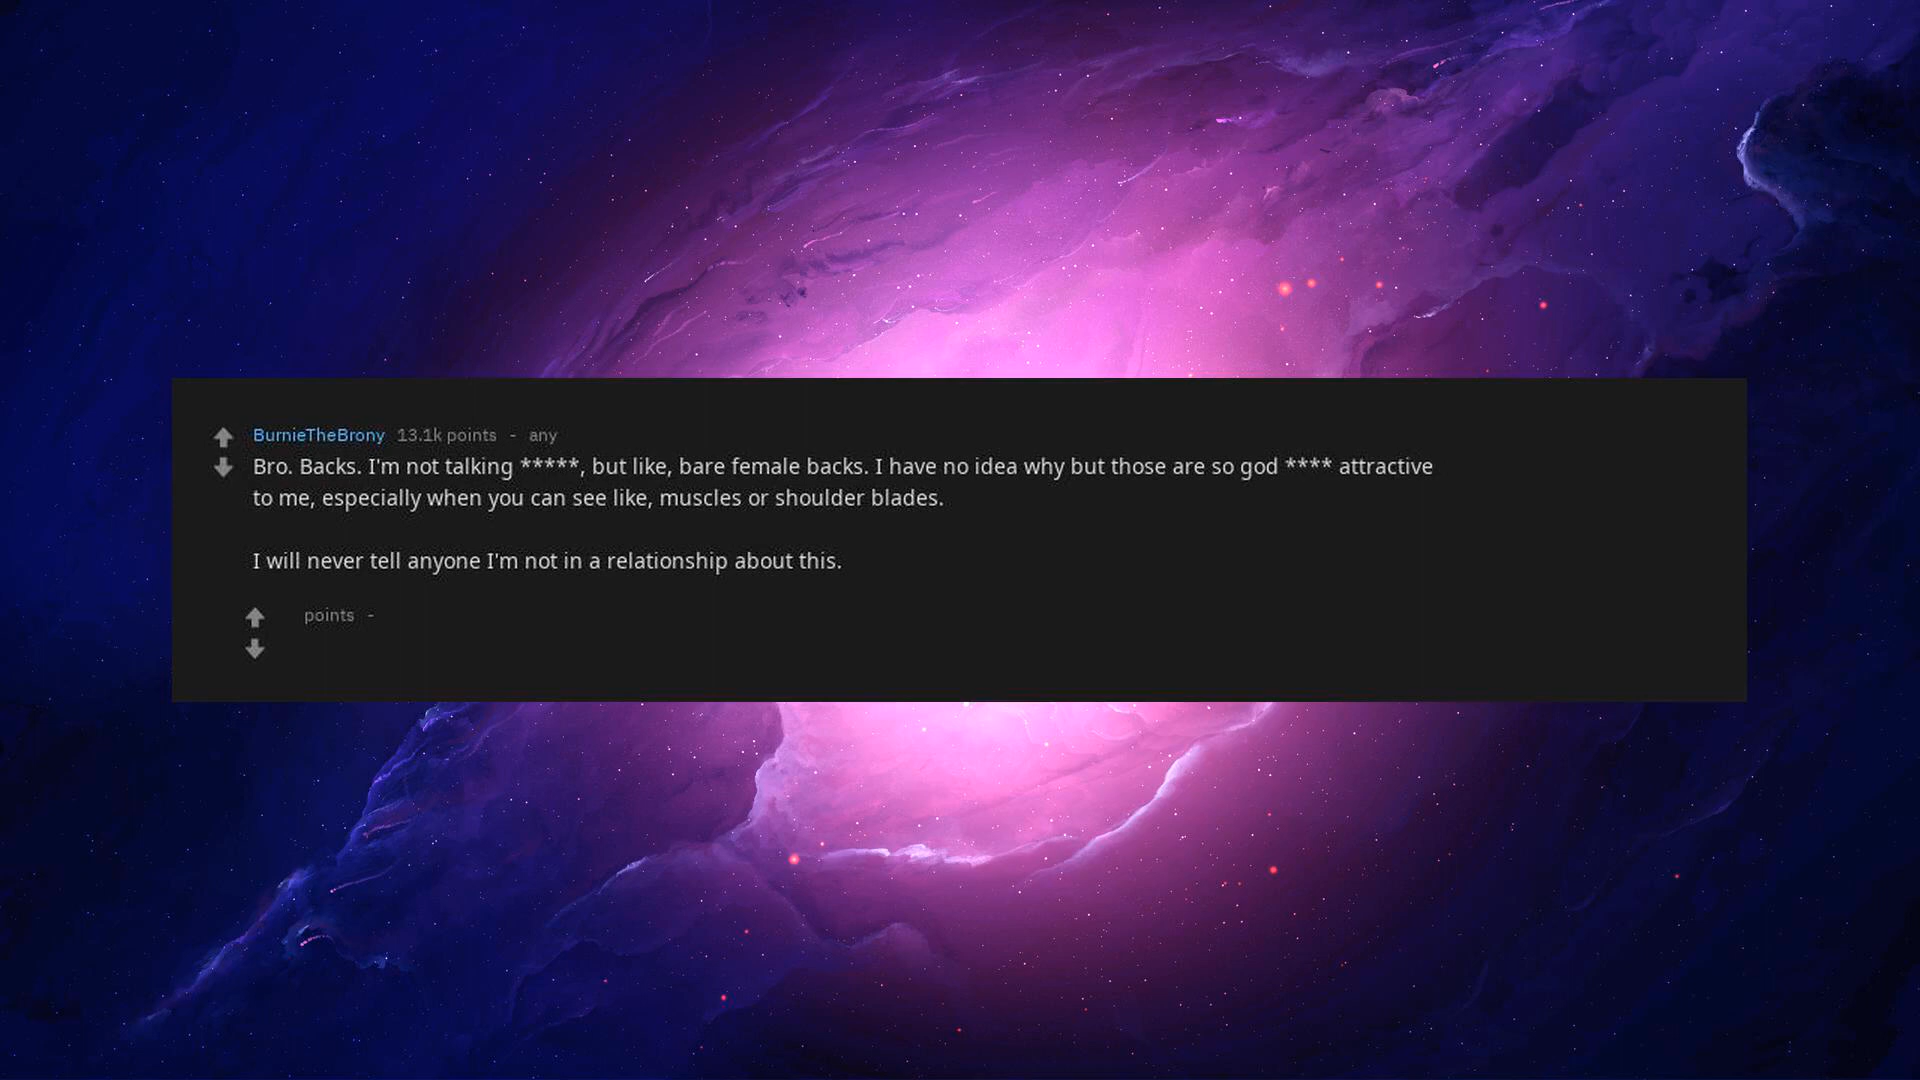 BurnieTheBrony 13.1k points - any
Bro. Backs. I'm not talking *****, but like, bare female backs. I have no idea why but those are so god **** attractive
to me, especially when you can see like, muscles or shoulder blades.
I will never tell anyone I'm not in a relationship about this.
points -